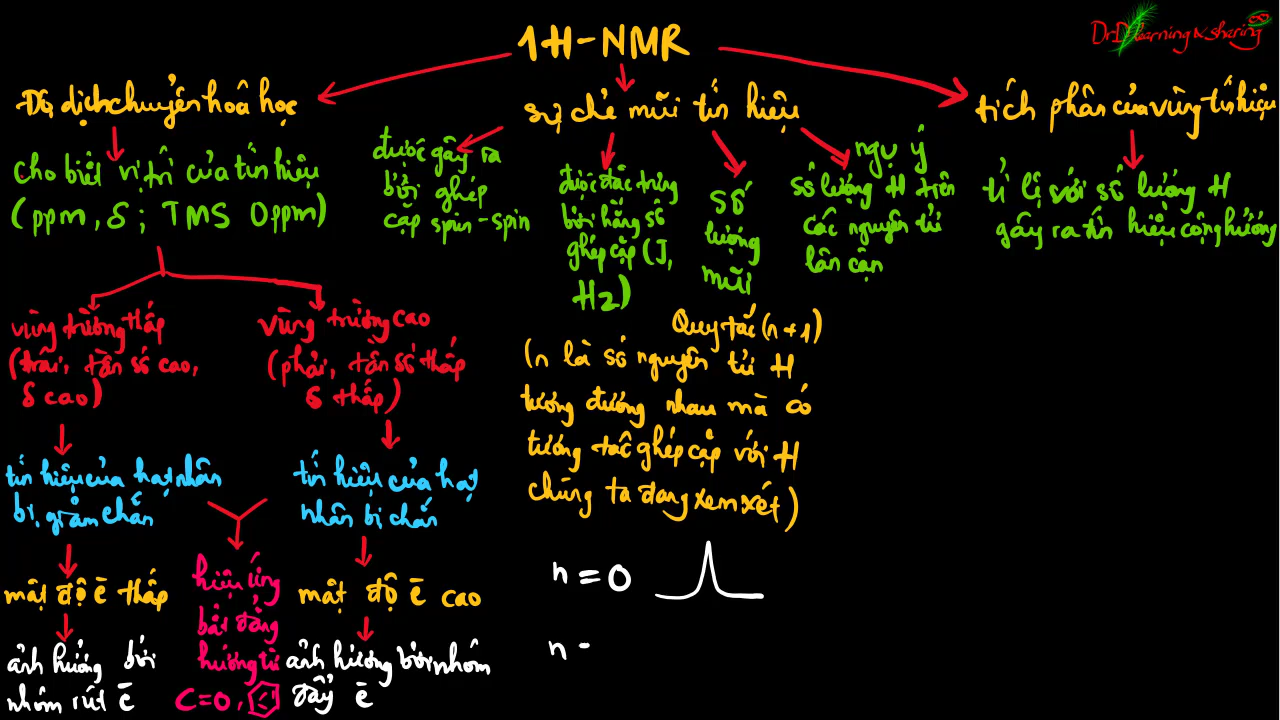 1H-NMR
Dr.D learning & sharing
Độ dịch chuyển hoá học
cho biết vị trí của tín hiệu
(ppm, δ; TMS 0ppm)
vùng trường thấp
(trái, tần số cao,
δ cao)
tín hiệu của hạt nhân
bị giảm chắn
mật độ ē thấp
ảnh hưởng bởi
nhóm rút ē
vùng trường cao
(phải, tần số thấp
δ thấp)
tín hiệu của hạt
nhân bị chắn
mật độ ē cao
ảnh hưởng bởi nhóm
đẩy ē
hiệu ứng
bất đẳng
hướng từ
C=O,
sự chẻ mũi tín hiệu
được gây ra
bởi ghép
cặp spin-spin
được đặc trưng
bởi hằng số
ghép cặp (J,
Hz)
số
lượng
mũi
ngụ ý
số lượng H trên
các nguyên tử
lân cận
Quy tắc (n+1)
(n là số nguyên tử H
tương đương nhau mà có
tương tác ghép cặp với H
chúng ta đang xem xét)
n = 0
n -
tích phân của vùng tín hiệu
tỉ lệ với số lượng H
gây ra tín hiệu cộng hưởng